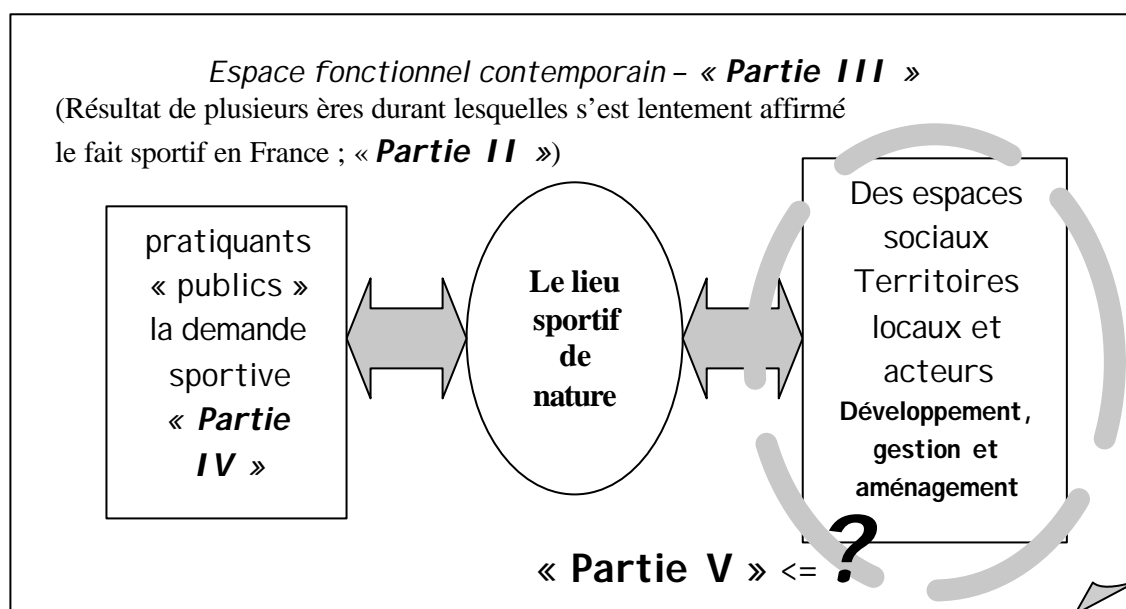 Espace fonctionnel contemporain – « Partie III »
(Résultat de plusieurs ères durant lesquelles s'est lentement affirmé
le fait sportif en France ; « Partie II »)
pratiquants
« publics »
la demande
sportive
« Partie
IV »
Le lieu
sportif
de
nature
Des espaces
sociaux
Territoires
locaux et
acteurs
Développement,
gestion et
aménagement
« Partie V » <= ?